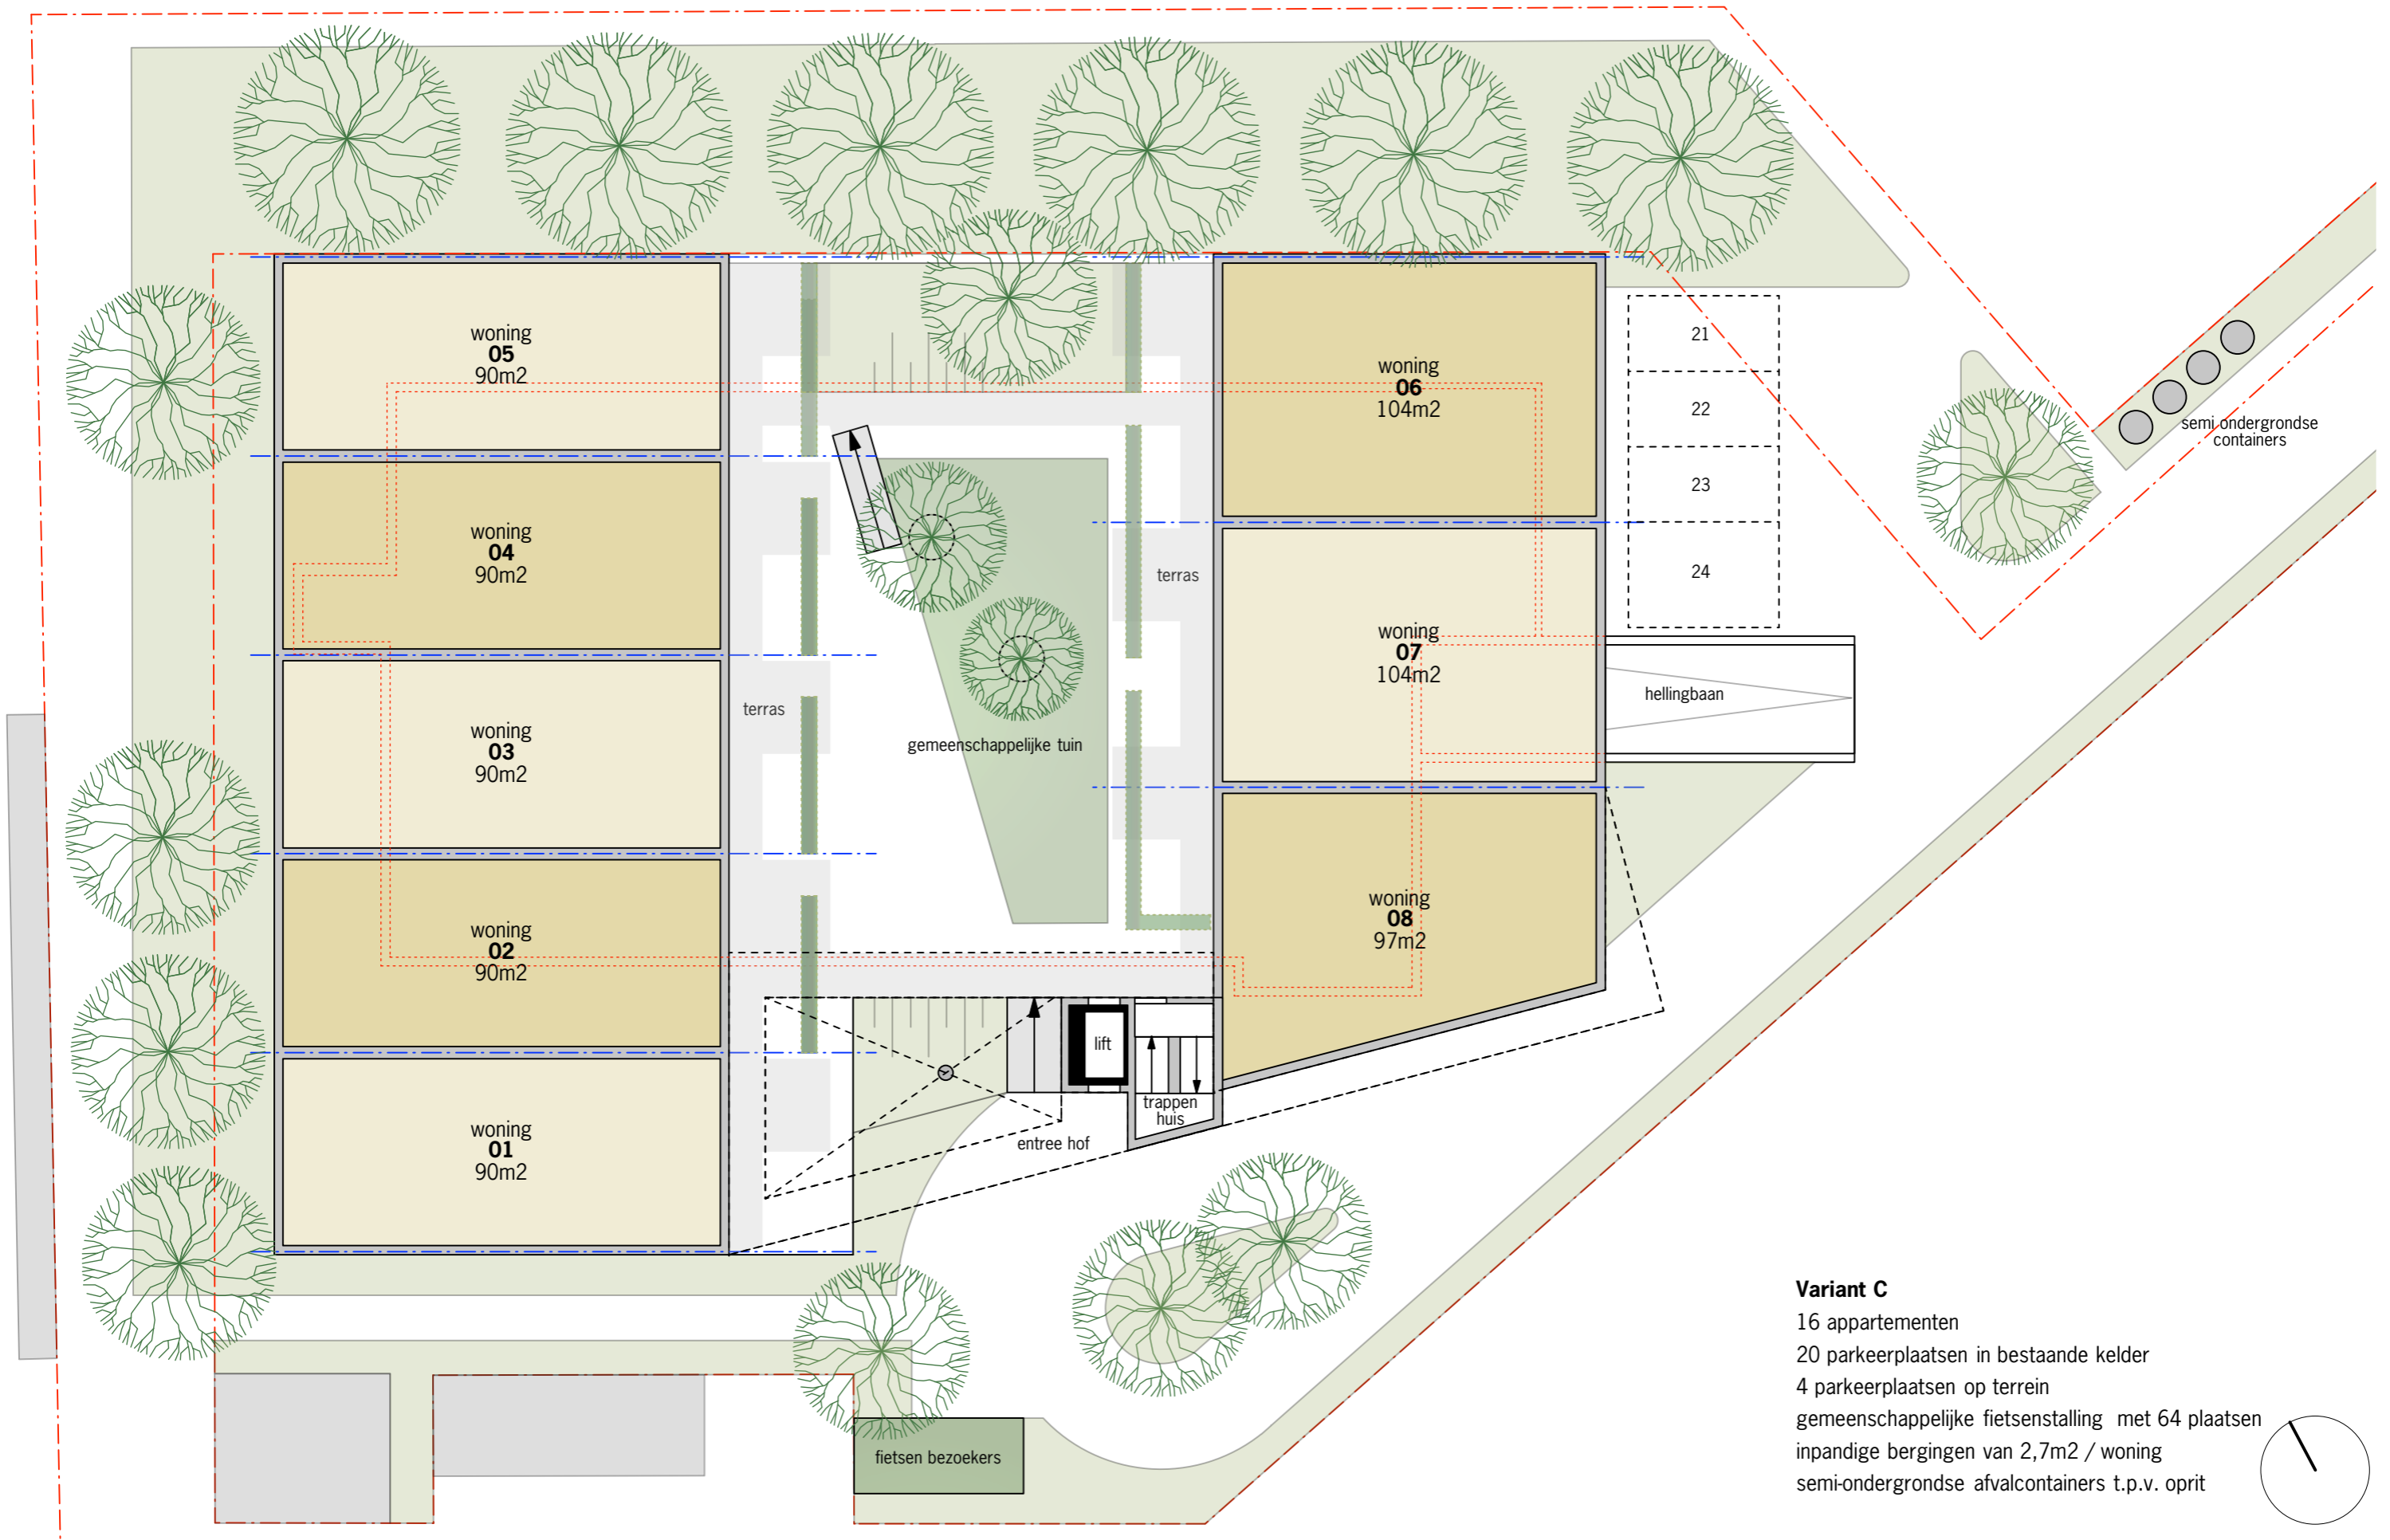 woning
05
90m2
woning
04
90m2
woning
03
90m2
woning
02
90m2
woning
01
90m2
terras
gemeenschappelijke tuin
terras
woning
06
104m2
woning
07
104m2
woning
08
97m2
21
22
23
24
hellingbaan
semi ondergrondse
containers
lift
trappen
huis
entree hof
fietsen bezoekers
Variant C
16 appartementen
20 parkeerplaatsen in bestaande kelder
4 parkeerplaatsen op terrein
gemeenschappelijke fietsenstalling met 64 plaatsen
inpandige bergingen van 2,7m2 / woning
semi-ondergrondse afvalcontainers t.p.v. oprit